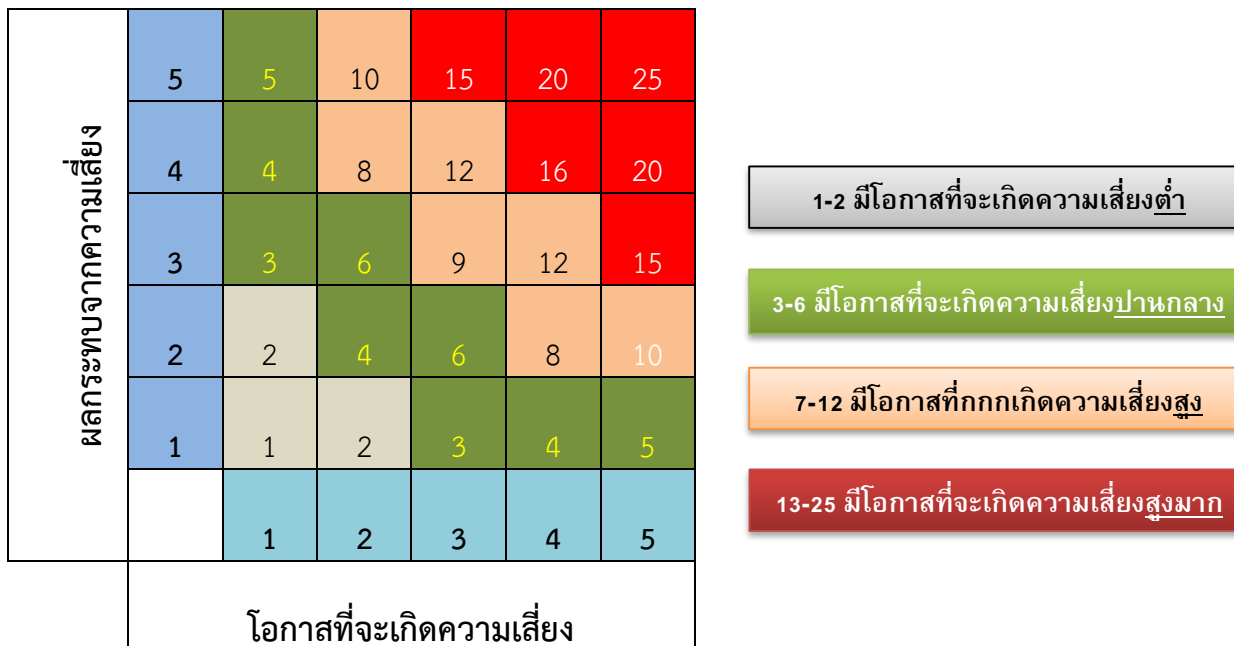 ผลกระทบจากความเสี่ยง
5 5 10 15 20 25
4 4 8 12 16 20
3 3 6 9 12 15
2 2 4 6 8 10
1 1 2 3 4 5
1 2 3 4 5
โอกาสที่จะเกิดความเสี่ยง
1-2 มีโอกาสที่จะเกิดความเสี่ยงต่ำ
3-6 มีโอกาสที่จะเกิดความเสี่ยงปานกลาง
7-12 มีโอกาสที่กกกเกิดความเสี่ยงสูง
13-25 มีโอกาสที่จะเกิดความเสี่ยงสูงมาก